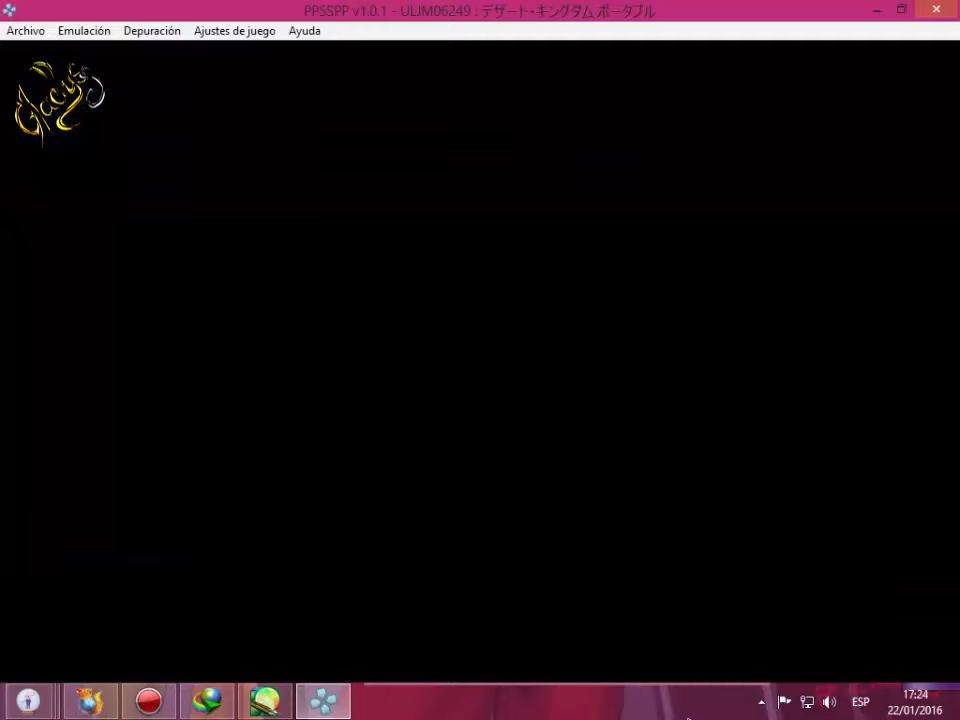 PPSSPP v1.0.1 - ULJM06249 : デザート・キングダム ポータブル
Archivo Emulación Depuración Ajustes de juego Ayuda
ESP
17:24
22/01/2016